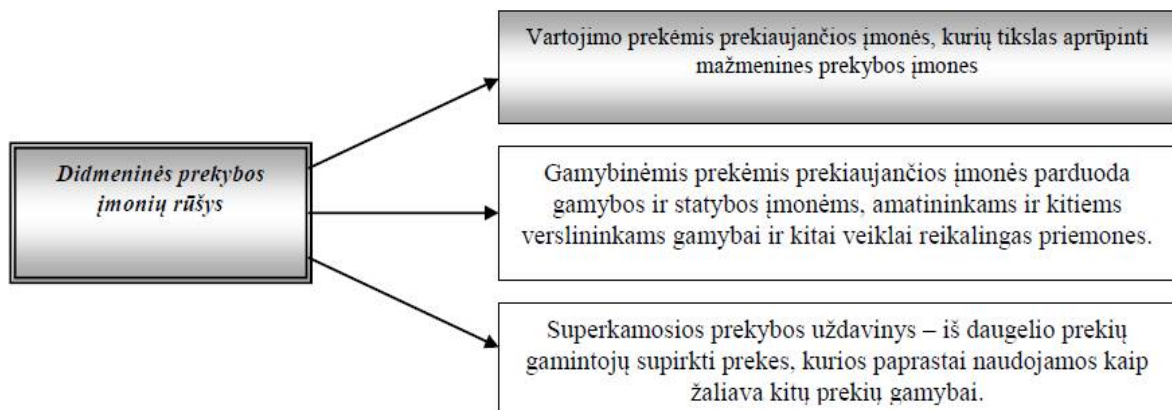 Didmeninės prekybos
įmonių rūšys
Vartojimo prekėmis prekiaujančios įmonės, kurių tikslas aprūpinti
mažmenines prekybos įmones
Gamybinėmis prekėmis prekiaujančios įmonės parduoda
gamybos ir statybos įmonėms, amatininkams ir kitiems
verslininkams gamybai ir kitai veiklai reikalingas priemones.
Superkamosios prekybos uždavinys – iš daugelio prekių
gamintojų supirkti prekes, kurios paprastai naudojamos kaip
žaliava kitų prekių gamybai.